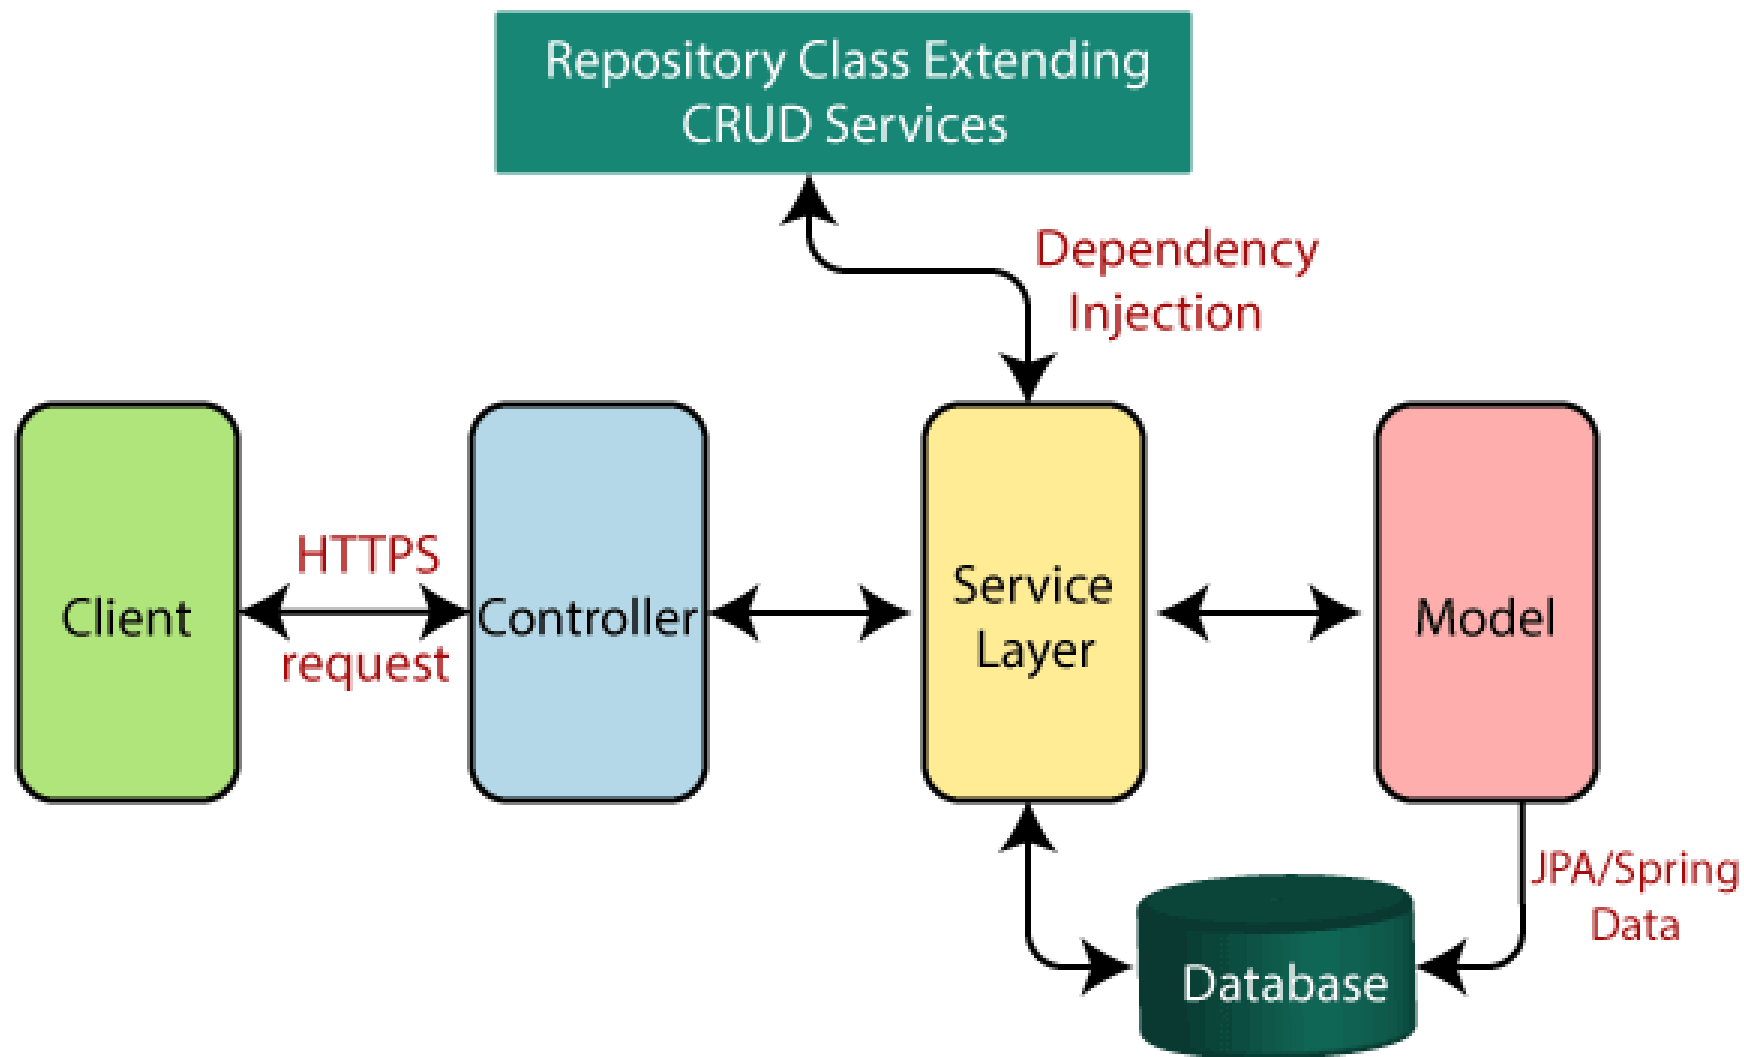 Repository Class Extending
CRUD Services
Dependency
Injection
HTTPS
request
Client
Controller
Service
Layer
Model
JPA/Spring
Data
Database